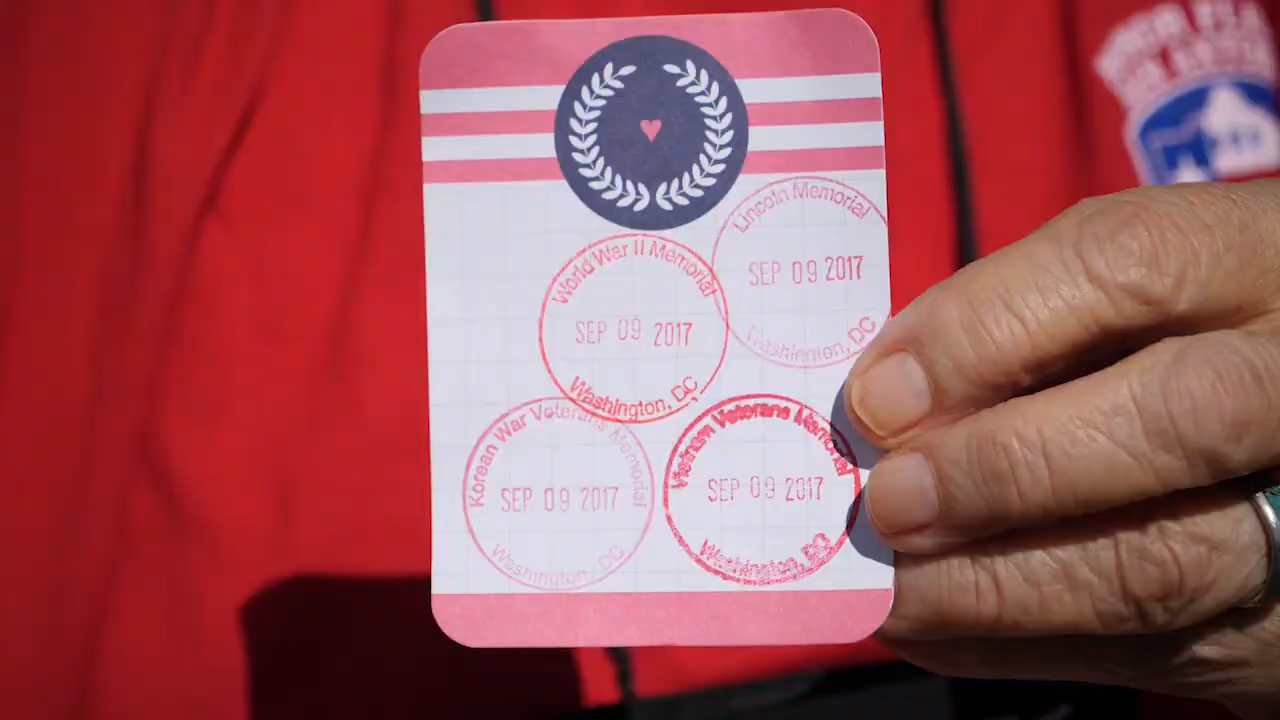 Lincoln Memorial
SEP 09 2017
Washington, DC
World War II Memorial
SEP 09 2017
Washington, DC
Korean War Veterans Memorial
SEP 09 2017
Washington, DC
Vietnam Veterans Memorial
SEP 09 2017
Washington, DC